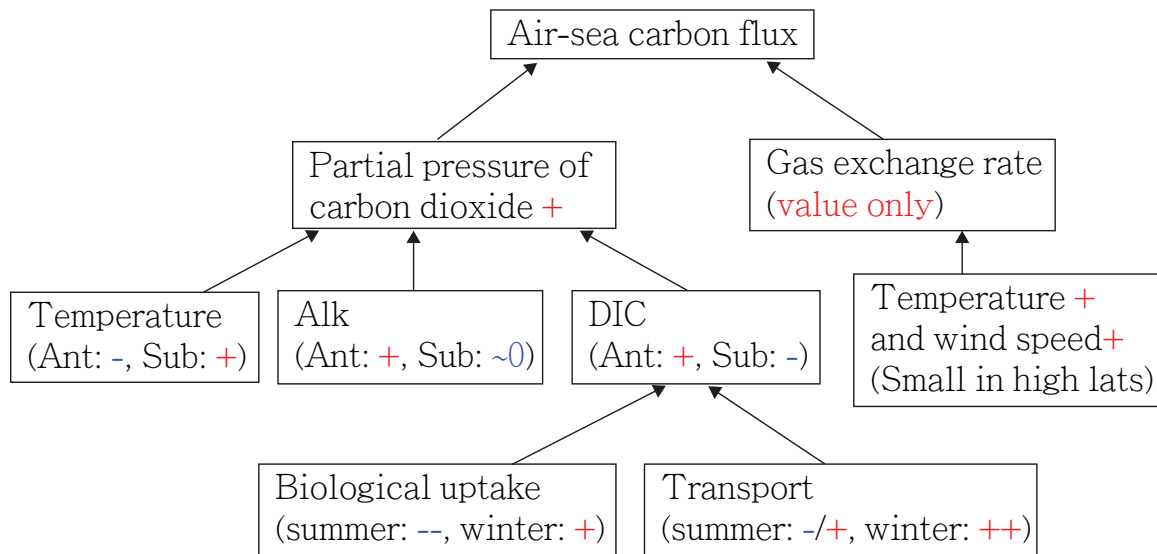 Air-sea carbon flux
Partial pressure of
carbon dioxide +
Gas exchange rate
(value only)
Temperature
(Ant: -, Sub: +)
Alk
(Ant: +, Sub: ~0)
DIC
(Ant: +, Sub: -)
Temperature +
and wind speed+
(Small in high lats)
Biological uptake
(summer: --, winter: +)
Transport
(summer: -/+, winter: ++)